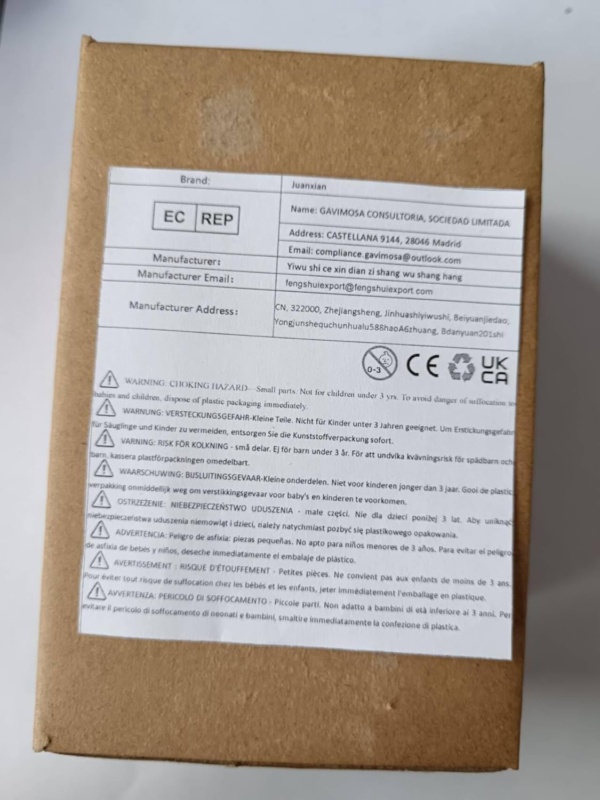 Brand: Juanxian
EC REP
Name: GAVIMOSA CONSULTORIA, SOCIEDAD LIMITADA
Address: CASTELLANA 9144, 28046 Madrid
Email: compliance.gavimosa@outlook.com
Manufacturer: Yiwu shi ce xin dian zi shang wu shang hang
Manufacturer Email: fengshuiexport@fengshuiexport.com
Manufacturer Address: CN, 322000, Zhejiangsheng, Jinhuashiyiwushi, Beiyuanjiedao,
Yongjunshequchunhualu588haoA6zhuang, Bdanyuan201shi
0-3 CE UK
CA
WARNING: CHOKING HAZARD—Small parts. Not for children under 3 yrs. To avoid danger of suffocation to
babies and children, dispose of plastic packaging immediately.
WARNUNG: VERSTECKUNGSGEFAHR-Kleine Teile. Nicht für Kinder unter 3 Jahren geeignet. Um Enstickungsgefahr
für Säuglinge und Kinder zu vermeiden, entsorgen Sie die Kunststoffverpackung sofort.
VARNING: RISK FÖR KOLKNING - små delar. Ej för barn under 3 år. För att undvika kvävningsrisk för spädbarn och
barn, kassera plastförpackningen omedelbart.
WAARSCHUWING: BIJSLUITINGSGEVAAR-Kleine onderdelen. Niet voor kinderen jonger dan 3 jaar. Gooi de plastic
verpakking onmiddellijk weg om verstikkingsgevaar voor baby's en kinderen te voorkomen.
OSTRZEŻENIE: NIEBEZPIECZEŃSTWO UDUSZENIA - małe części. Nie dla dzieci poniżej 3 lat. Aby uniknąć
niebezpieczeństwa uduszenia niemowląt i dzieci, należy natychmiast pozbyć się plastikowego opakowania.
ADVERTENCIA: Peligro de asfixia: piezas pequeñas. No apto para niños menores de 3 años. Para evitar el peligro
de asfixia de bebés y niños, deseche inmediatamente el embalaje de plástico.
AVERTISSEMENT : RISQUE D'ÉTOUFFEMENT - Petites pièces. Ne convient pas aux enfants de moins de 3 ans.
Pour éviter tout risque de suffocation chez les bébés et les enfants, jeter immédiatement l'emballage en plastique.
AVVERTENZA: PERICOLO DI SOFFOCAMENTO - Piccole parti. Non adatto a bambini di età inferiore ai 3 anni. Per
evitare il pericolo di soffocamento di neonati e bambini, smaltire immediatamente la confezione di plastica.